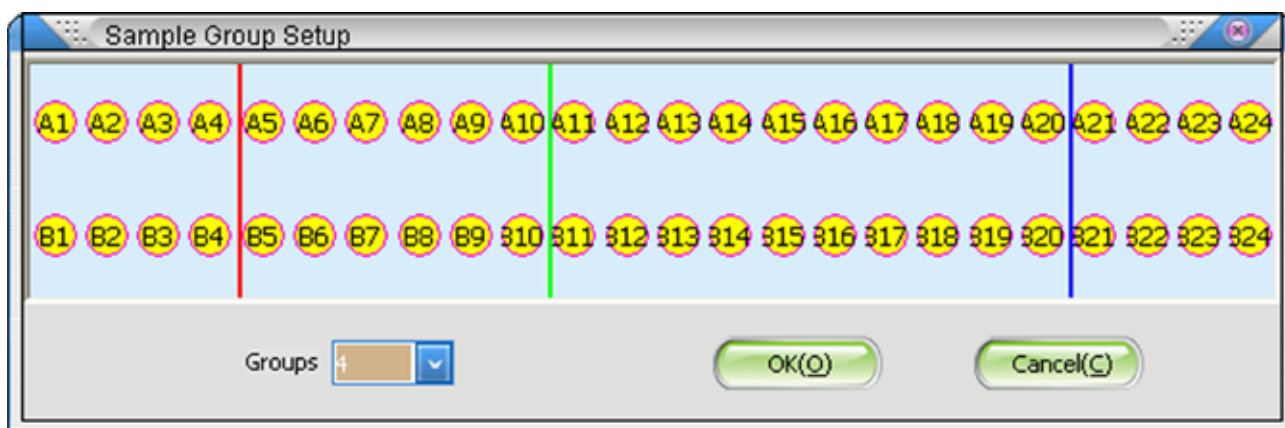 Sample Group Setup
A1 A2 A3 A4 A5 A6 A7 A8 A9 A10 A11 A12 A13 A14 A15 A16 A17 A18 A19 A20 A21 A22 A23 A24
B1 B2 B3 B4 B5 B6 B7 B8 B9 B10 B11 B12 B13 B14 B15 B16 B17 B18 B19 B20 B21 B22 B23 B24
Groups 4 OK(O) Cancel(C)